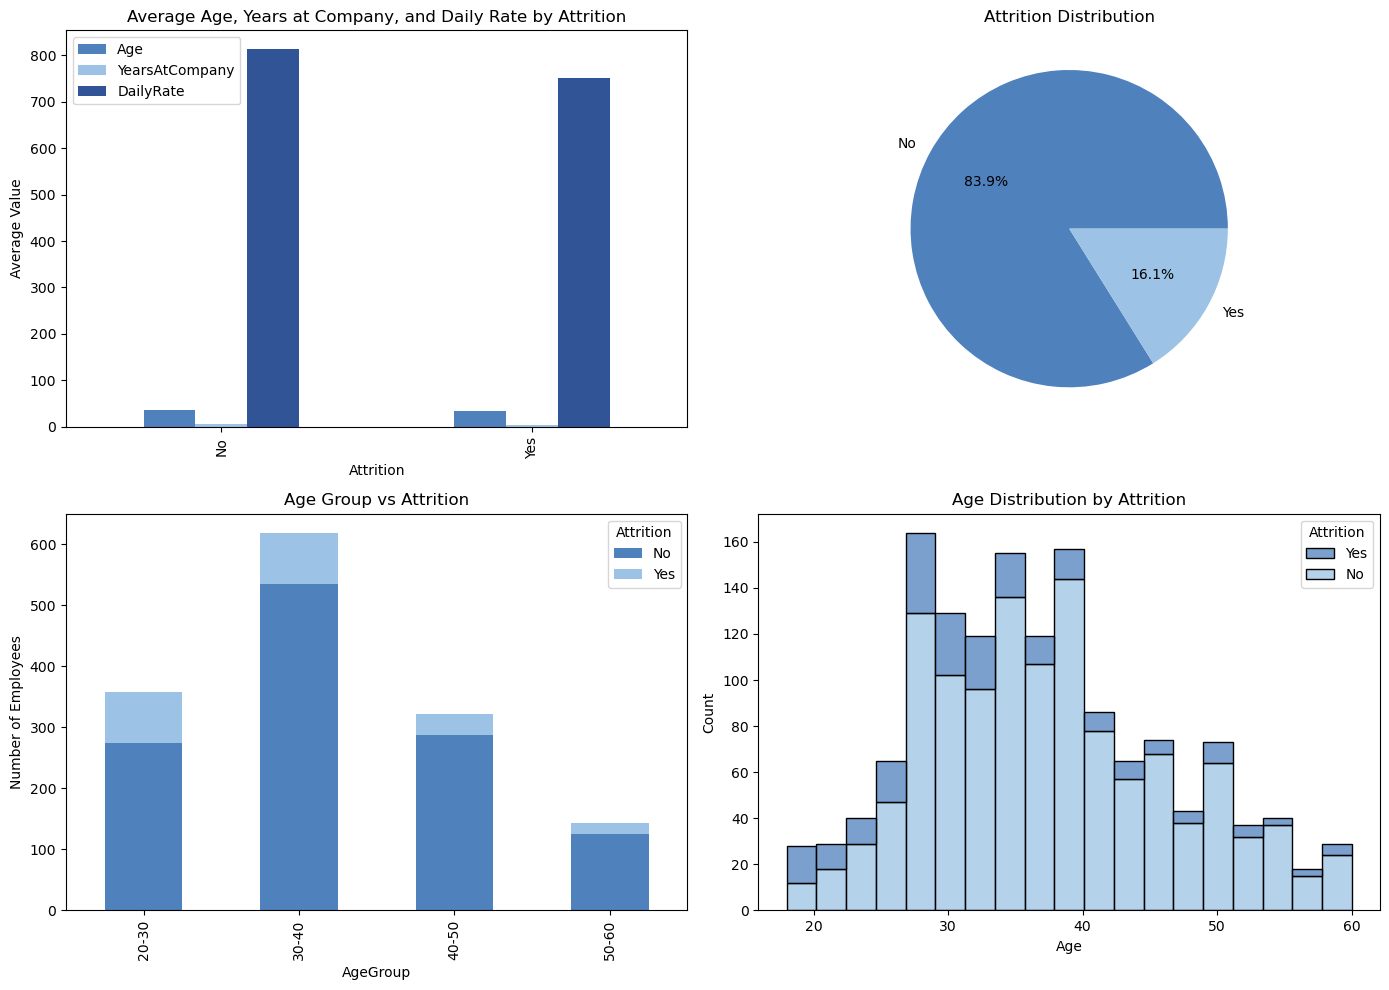 Average Age, Years at Company, and Daily Rate by Attrition
Age
YearsAtCompany
DailyRate
Average Value
800
700
600
500
400
300
200
100
0
No
Yes
Attrition
Attrition Distribution
No
83.9%
16.1%
Yes
Age Group vs Attrition
Attrition
No
Yes
Number of Employees
600
500
400
300
200
100
0
20-30
30-40
40-50
50-60
AgeGroup
Age Distribution by Attrition
Attrition
Yes
No
Count
160
140
120
100
80
60
40
20
0
20
30
40
50
60
Age